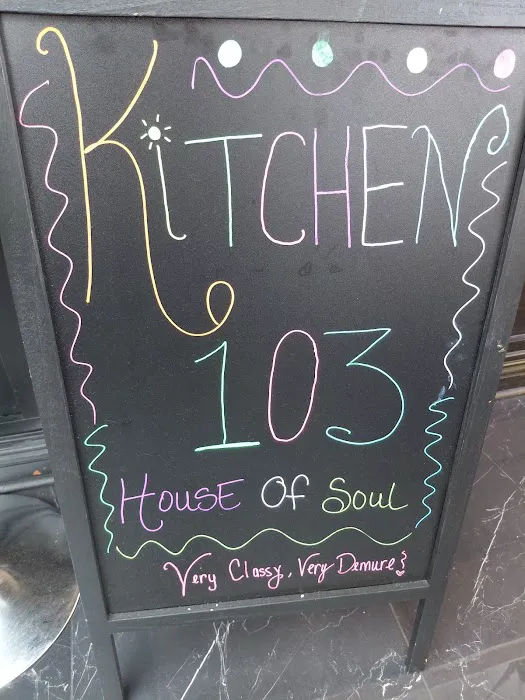 KiTCHEN
103
HOUSE OF SOUL
Very Classy, Very Demure!